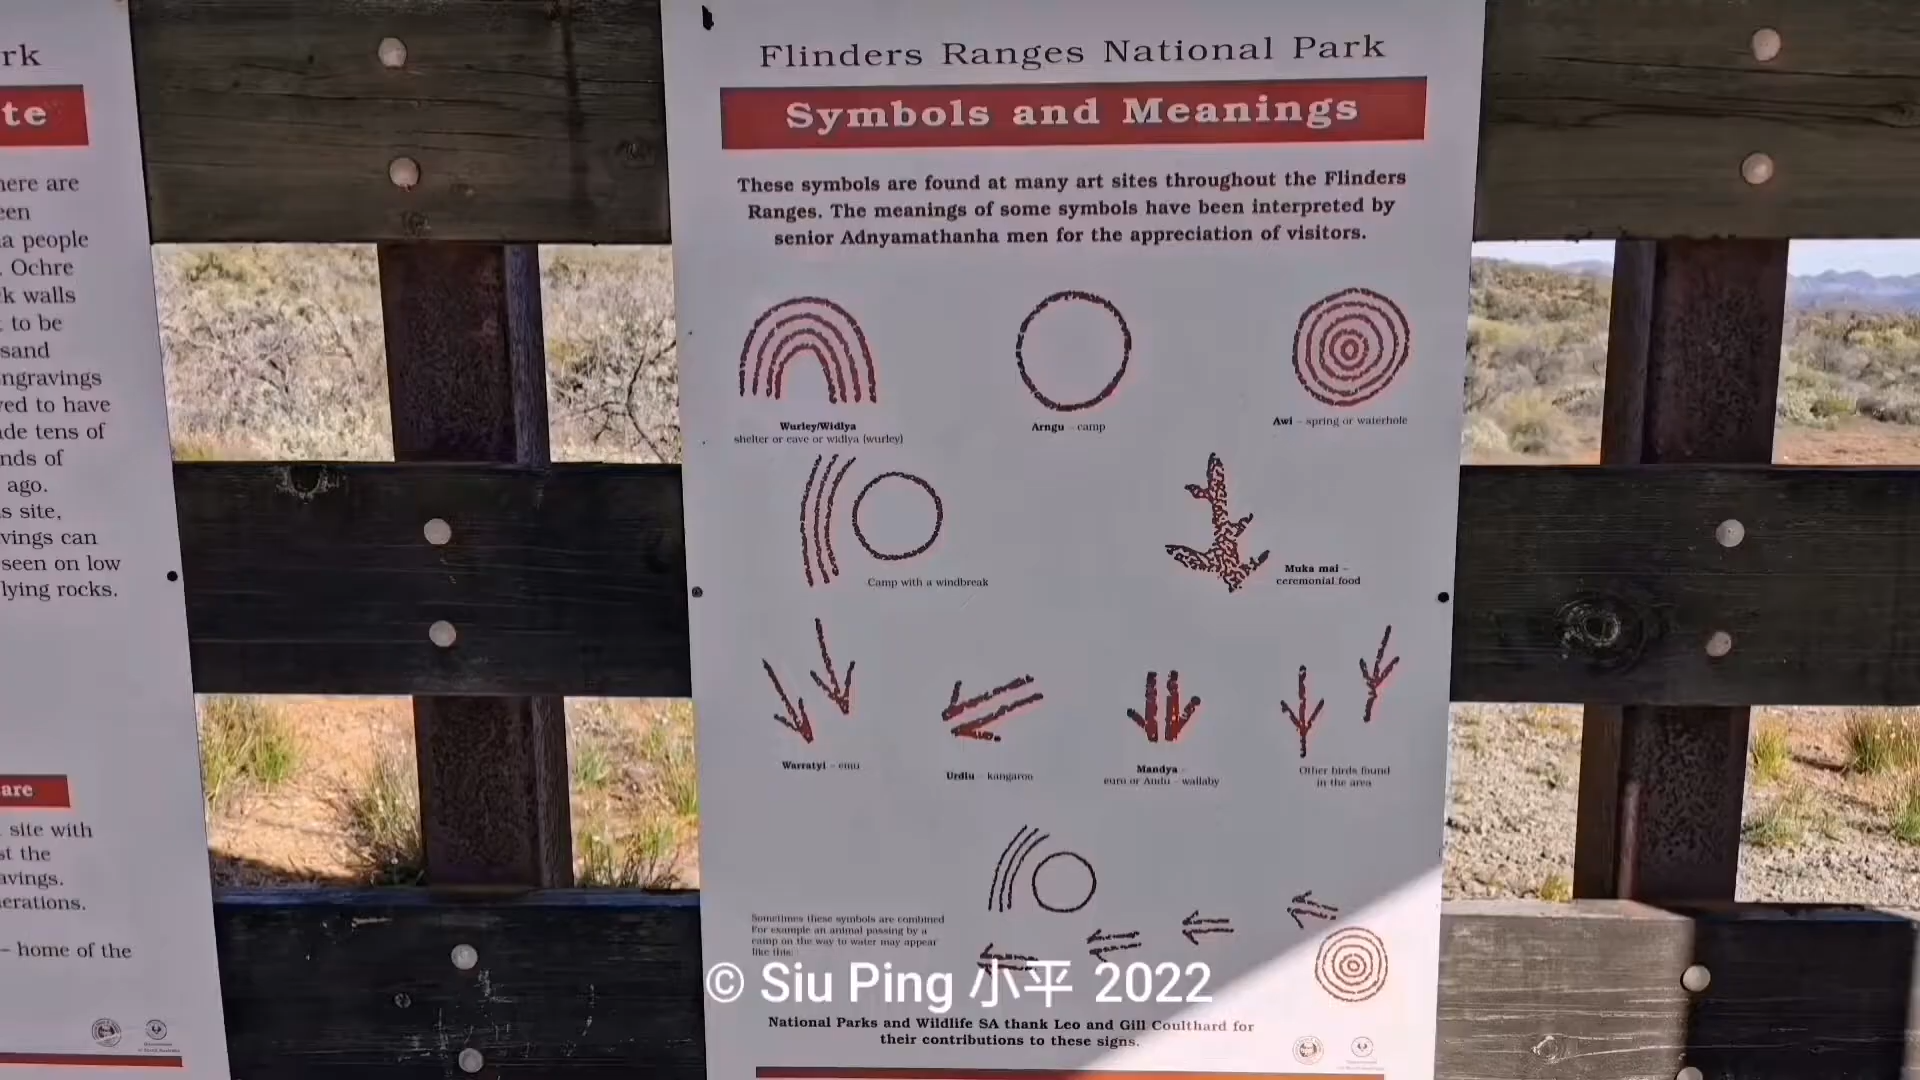 rk
te
here are
een
a people
. Ochre
k walls
t to be
sand
ngravings
ved to have
de tens of
nds of
ago.
s site,
vings can
seen on low
lying rocks.
are
site with
st the
avings.
erations.
– home of the
Flinders Ranges National Park
Symbols and Meanings
These symbols are found at many art sites throughout the Flinders
Ranges. The meanings of some symbols have been interpreted by
senior Adnyamathanha men for the appreciation of visitors.
Wurley/Widlya
shelter or cave or widlya (wurley)
Arngu – camp
Awi – spring or waterhole
Camp with a windbreak
Muka mai –
ceremonial food
Warratyi – emu
Urdlu – kangaroo
Mandya –
euro or Andu – wallaby
Other birds found
in the area
Sometimes these symbols are combined
For example an animal passing by a
camp on the way to water may appear
like this:
© Siu Ping 小平 2022
National Parks and Wildlife SA thank Leo and Gill Coulthard for
their contributions to these signs.